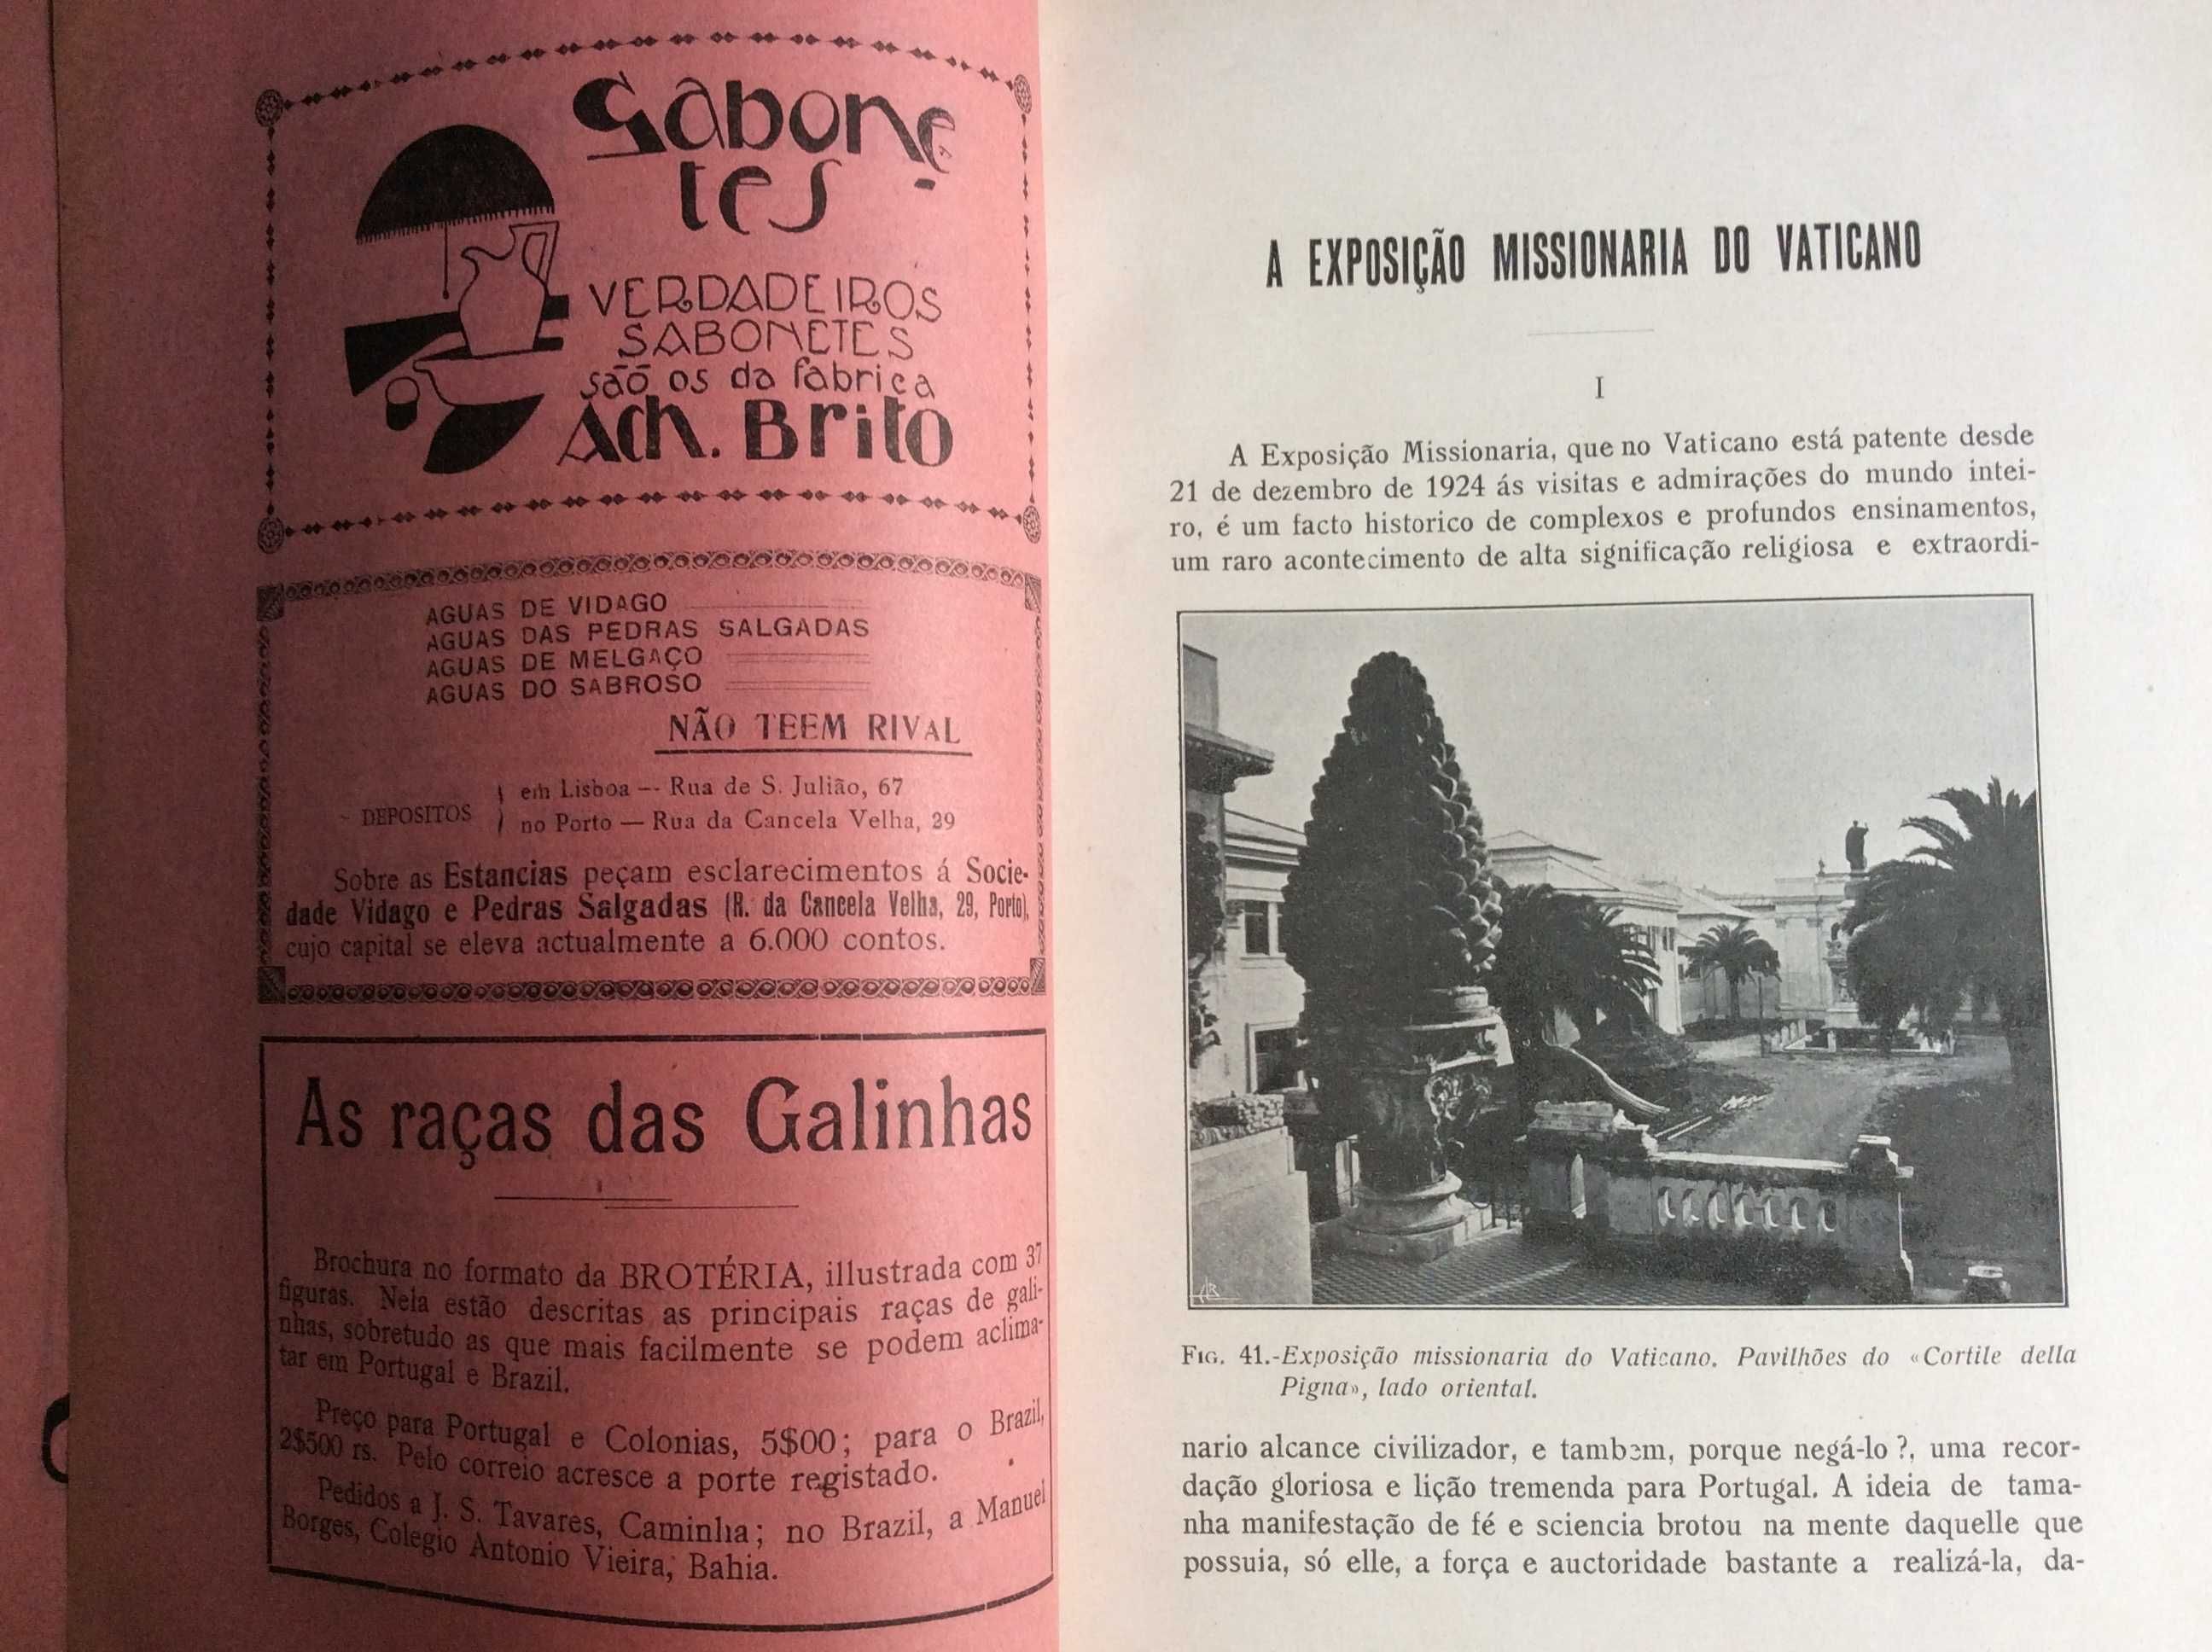 Sabone
tes
VERDADEIROS
SABONETES
são os da fabrica
Ach. Brito
AGUAS DE VIDAGO
AGUAS DAS PEDRAS SALGADAS
AGUAS DE MELGAÇO
AGUAS DO SABROSO
NÃO TEEM RIVAL
DEPOSITOS
em Lisboa -- Rua de S. Julião, 67
no Porto — Rua da Cancela Velha, 29
Sobre as Estancias peçam esclarecimentos á Socie-
dade Vidago e Pedras Salgadas (R. da Cancela Velha, 29, Porto),
cujo capital se eleva actualmente a 6.000 contos.
As raças das Galinhas
Brochura no formato da BROTÉRIA, illustrada com 37
figuras. Nela estão descritas as principais raças de gali-
nhas, sobretudo as que mais facilmente se podem aclima-
tar em Portugal e Brazil.
Preço para Portugal e Colonias, 5$00; para o Brazil,
2$500 rs. Pelo correio acresce a porte registado.
Pedidos a J. S. Tavares, Caminha; no Brazil, a Manuel
Borges, Colegio Antonio Vieira, Bahia.
A EXPOSIÇÃO MISSIONARIA DO VATICANO
I
A Exposição Missionaria, que no Vaticano está patente desde
21 de dezembro de 1924 ás visitas e admirações do mundo intei-
ro, é um facto historico de complexos e profundos ensinamentos,
um raro acontecimento de alta significação religiosa e extraordi-
FIG. 41.-Exposição missionaria do Vaticano. Pavilhões do «Cortile della
Pigna», lado oriental.
nario alcance civilizador, e tambem, porque negá-lo ?, uma recor-
dação gloriosa e lição tremenda para Portugal. A ideia de tama-
nha manifestação de fé e sciencia brotou na mente daquelle que
possuia, só elle, a força e auctoridade bastante a realizá-la, da-